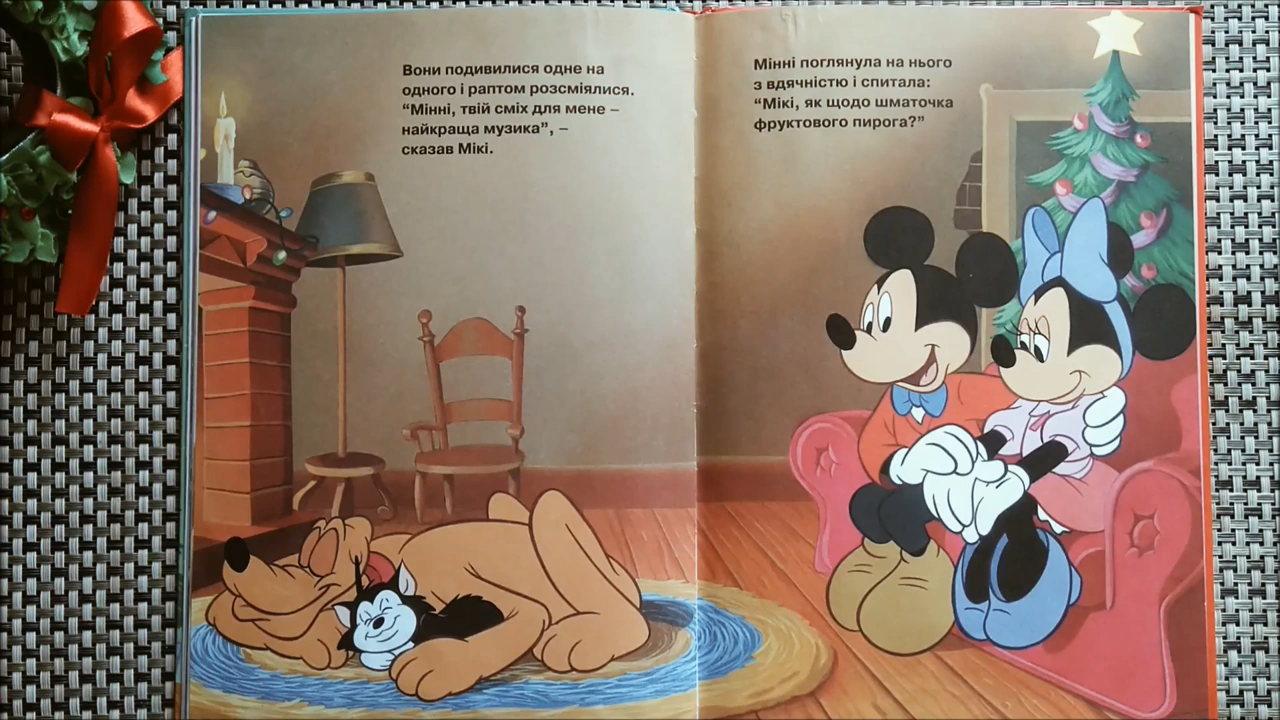 Вони подивилися одне на
одного і раптом розсміялися.
“Мінні, твій сміх для мене –
найкраща музика”, –
сказав Мікі.
Мінні поглянула на нього
з вдячністю і спитала:
“Мікі, як щодо шматочка
фруктового пирога?”